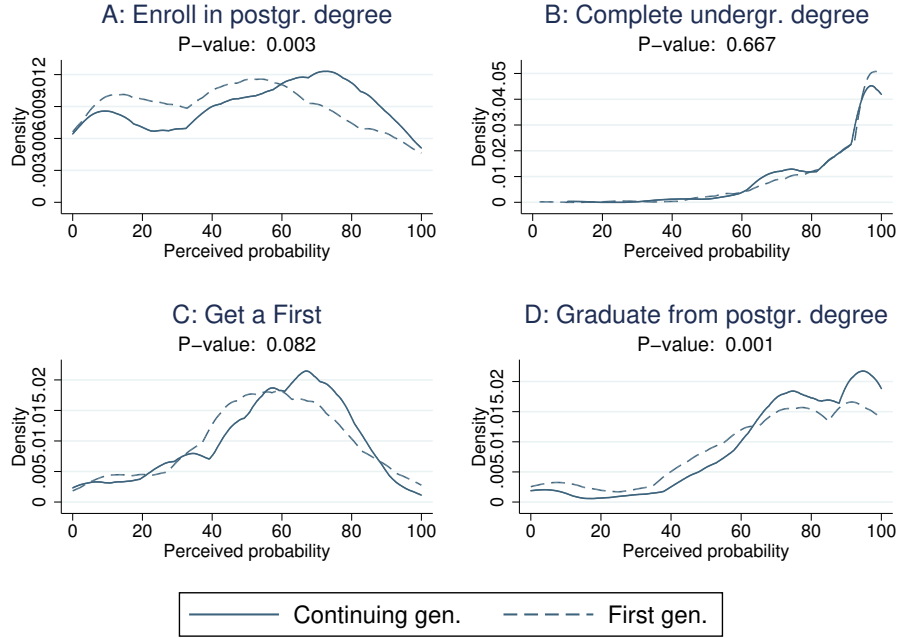 A: Enroll in postgr. degree
P−value: 0.003
Density
0 .003 .006 .009 .012
0 20 40 60 80 100
Perceived probability
B: Complete undergr. degree
P−value: 0.667
Density
0 .01 .02 .03 .04 .05
0 20 40 60 80 100
Perceived probability
C: Get a First
P−value: 0.082
Density
0 .005 .01 .015 .02
0 20 40 60 80 100
Perceived probability
D: Graduate from postgr. degree
P−value: 0.001
Density
0 .005 .01 .015 .02
0 20 40 60 80 100
Perceived probability
Continuing gen. First gen.